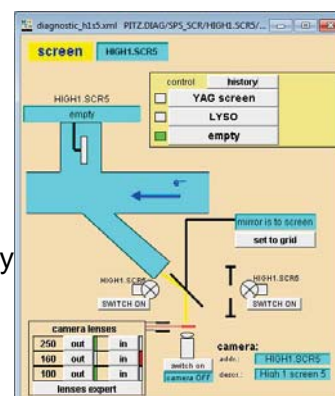 diagnostic_h1s5.xml PITZ.DIAG/SPS_SCR/HIGH1.SCR5/...
screen HIGH1.SCR5
control history
YAG screen
LYSO
empty
HIGH1.SCR5
empty
e⁻
mirror is to screen
set to grid
y
HIGH1.SCR5
SWITCH ON
HIGH1.SCR5
SWITCH ON
camera lenses
250 out in
160 out in
100 out in
lenses expert
switch on
camera OFF
camera:
addr.: HIGH1.SCR5
descr.: High 1 screen 5